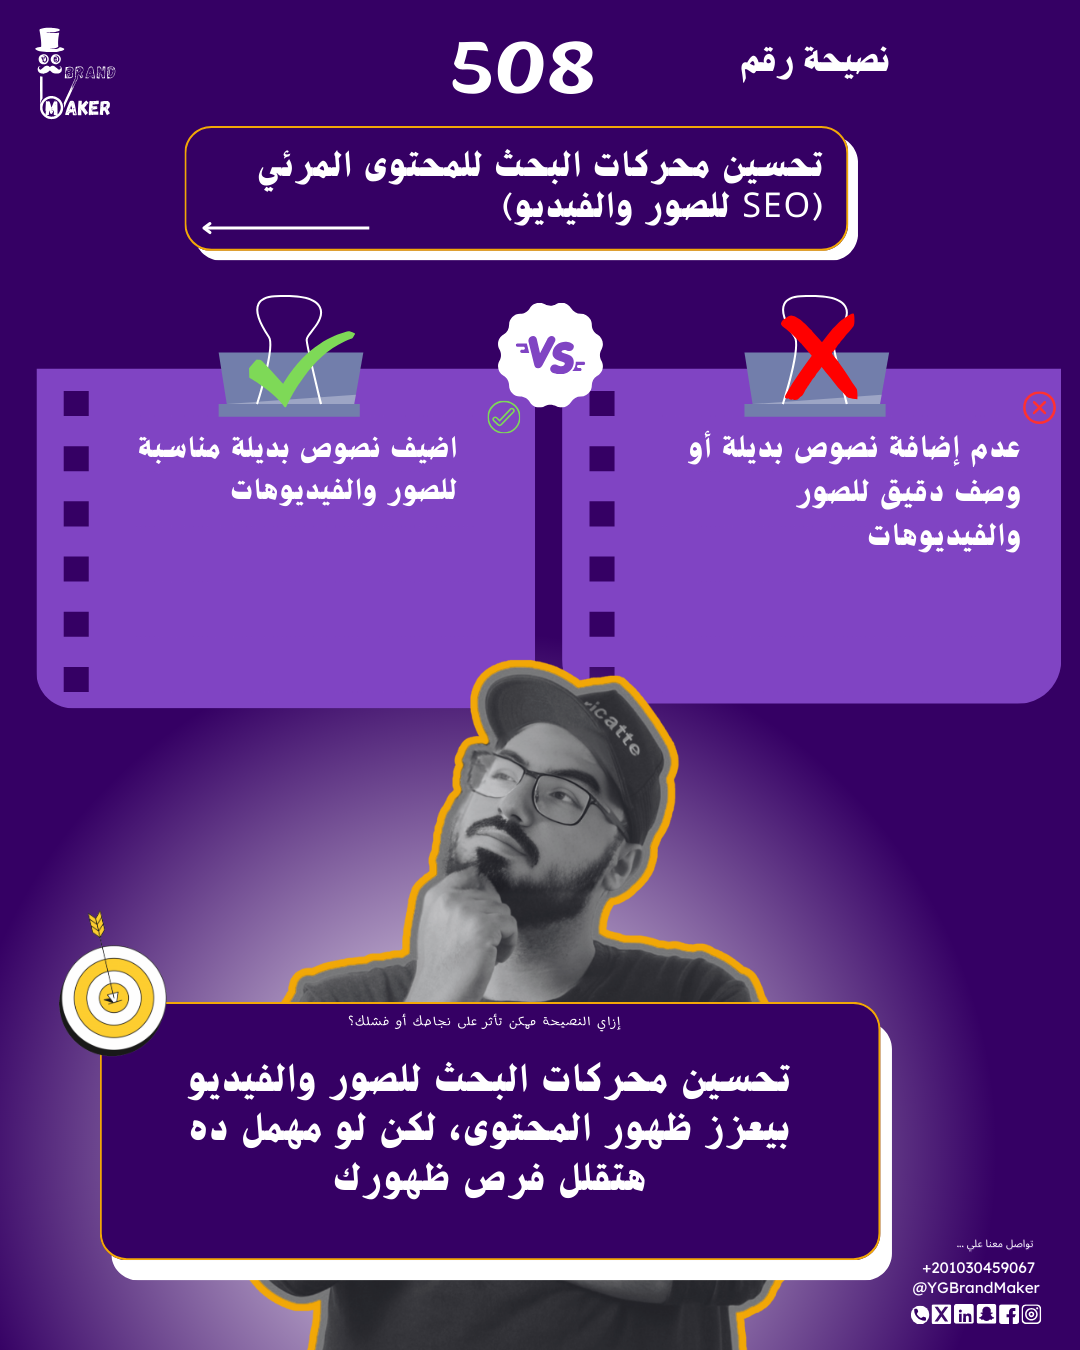 BRAND
MAKER
نصيحة رقم
508
تحسين محركات البحث للمحتوى المرئي
(SEO للصور والفيديو)
VS
عدم إضافة نصوص بديلة أو
وصف دقيق للصور
والفيديوهات
اضيف نصوص بديلة مناسبة
للصور والفيديوهات
icatte
إزاي النصيحة ممكن تأثر على نجاحك أو فشلك؟
تحسين محركات البحث للصور والفيديو
بيعزز ظهور المحتوى، لكن لو مهمل ده
هتقلل فرص ظهورك
تواصل معنا علي ...
+201030459067
@YGBrandMaker